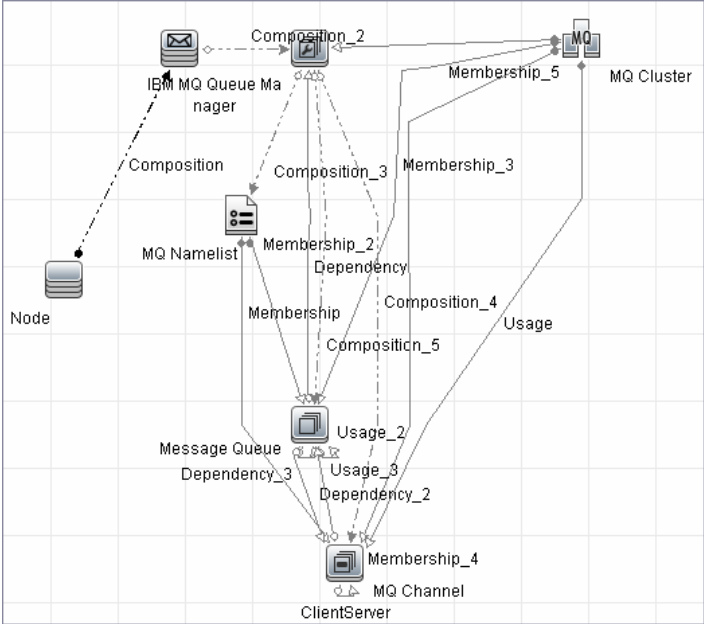 Composition_2
MQ
IBM MQ Queue Ma
nager
Membership_5
MQ Cluster
Composition
Composition_3
Membership_3
MQ Namelist
Membership_2
Dependency
Node
Membership
Composition_4
Usage
Composition_5
Message Queue
Usage_2
Dependency_3
Usage_3
Dependency_2
Membership_4
MQ Channel
ClientServer